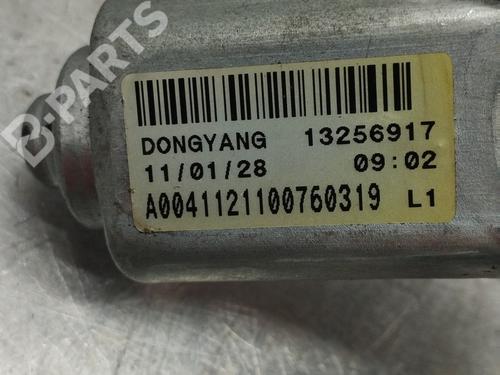 B-PARTS
DONGYANG 13256917
11/01/28 09:02
A0041121100760319 L1